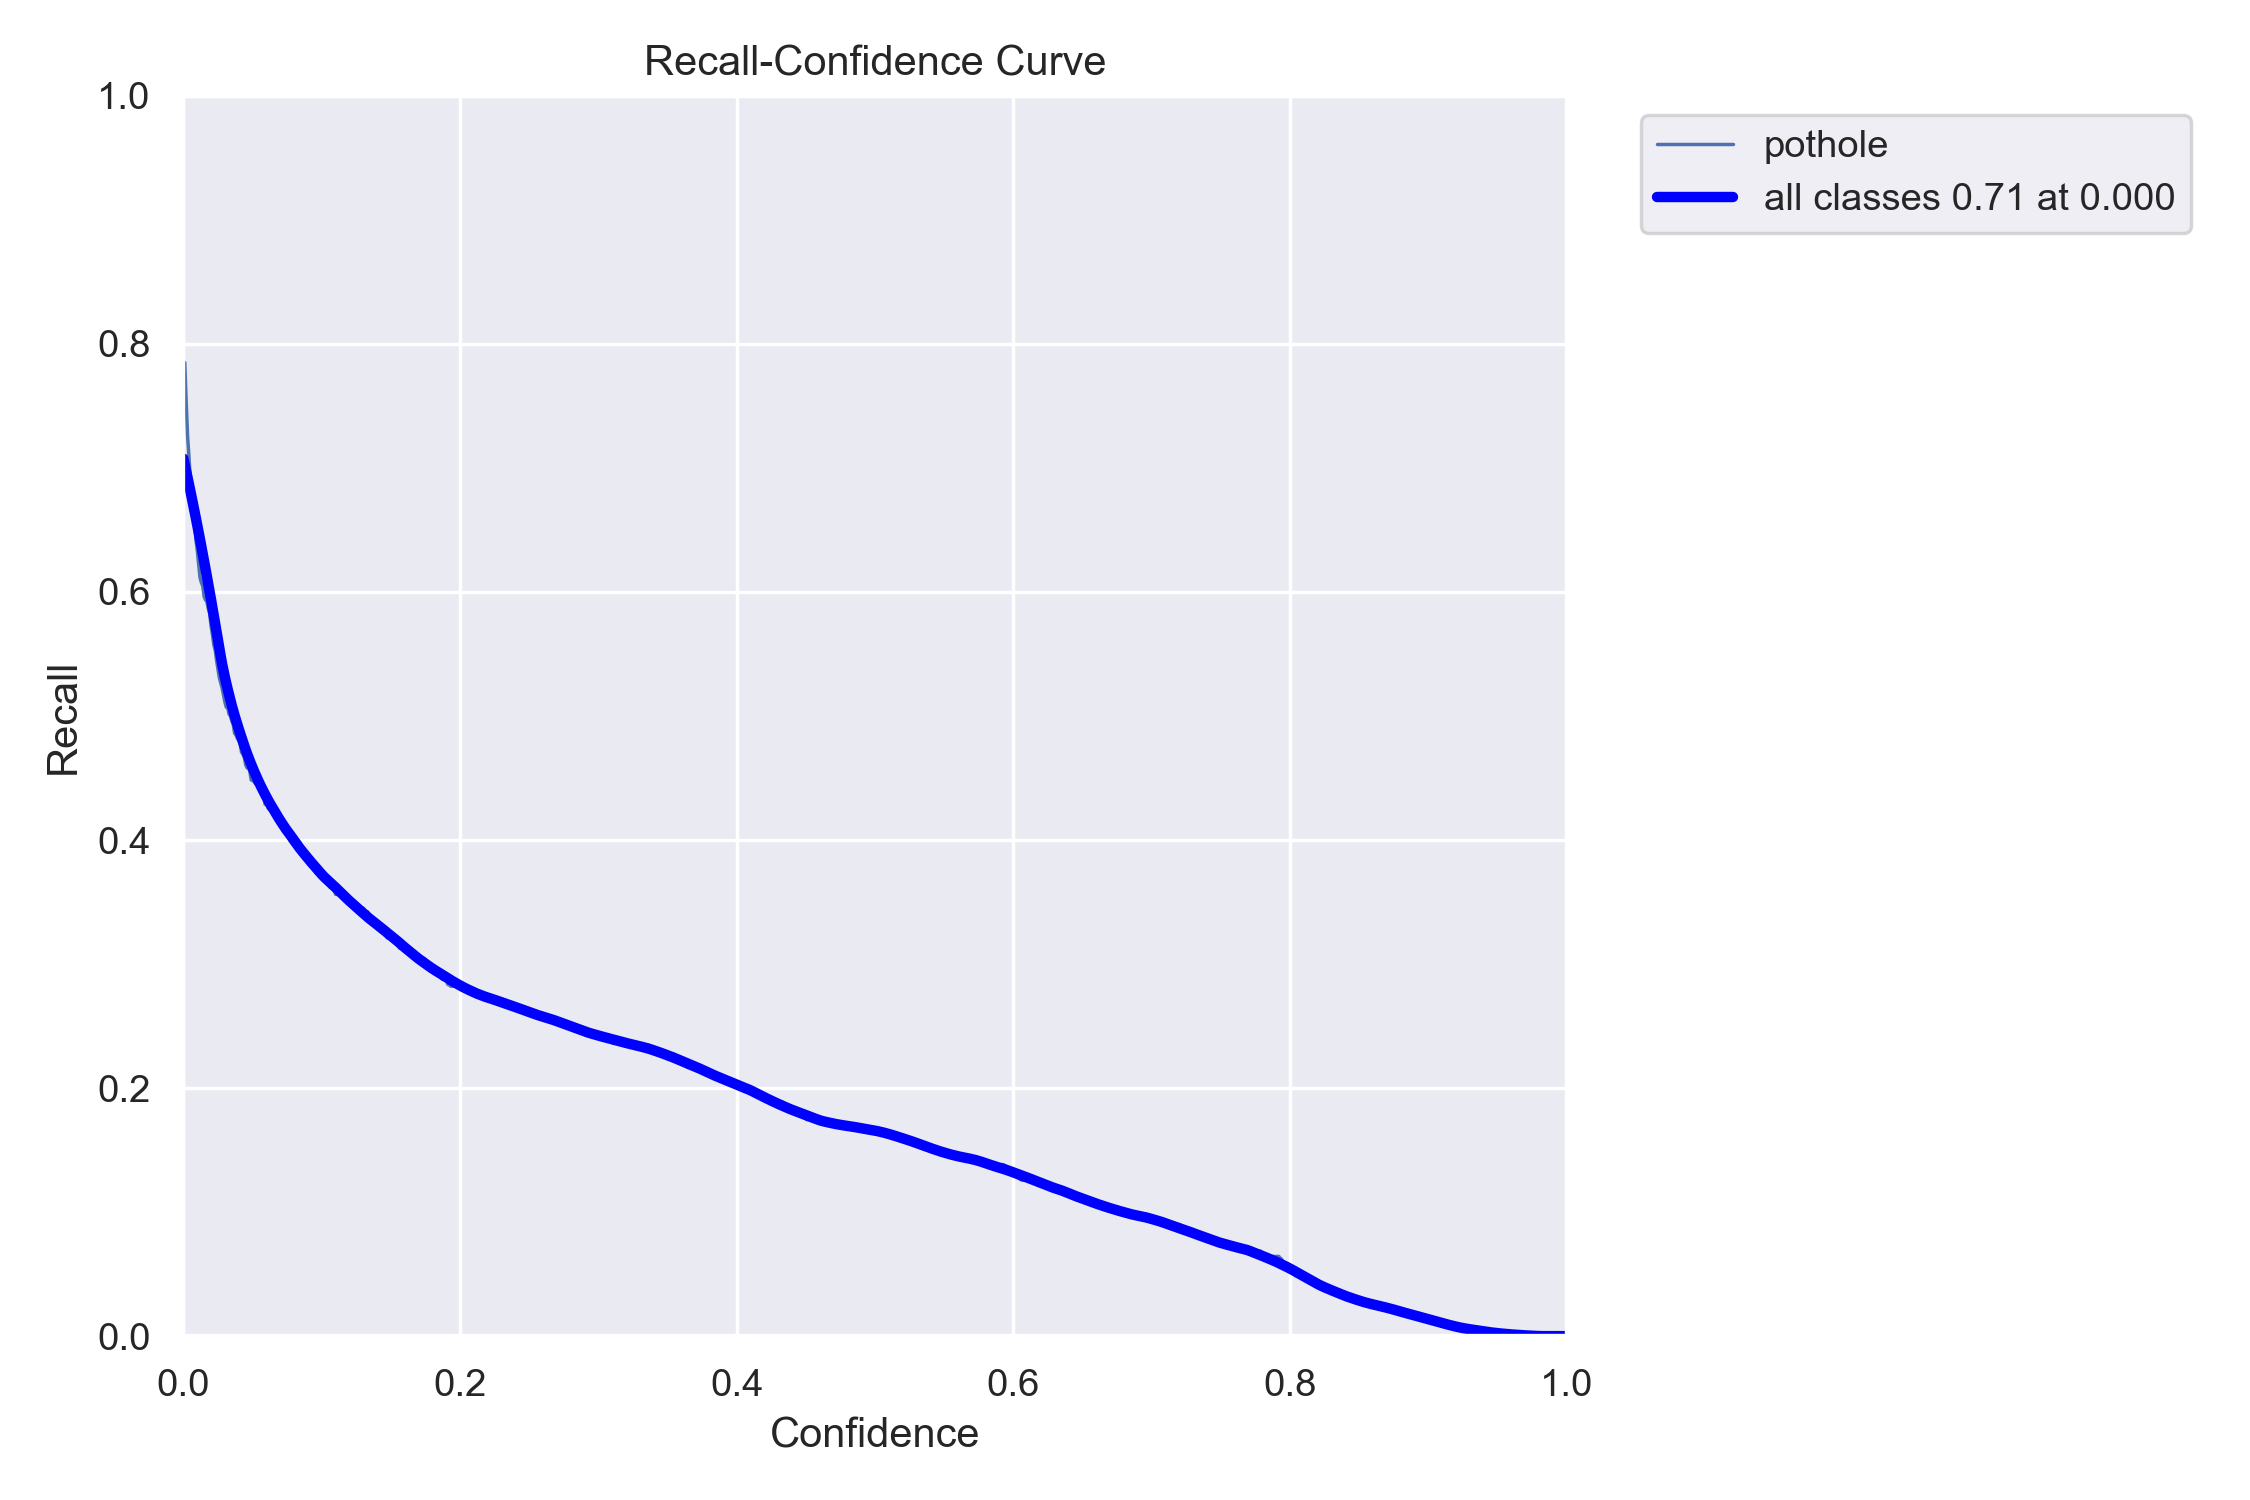 Recall-Confidence Curve
1.0
0.8
0.6
0.4
0.2
0.0
Recall
0.0 0.2 0.4 0.6 0.8 1.0
Confidence
pothole
all classes 0.71 at 0.000